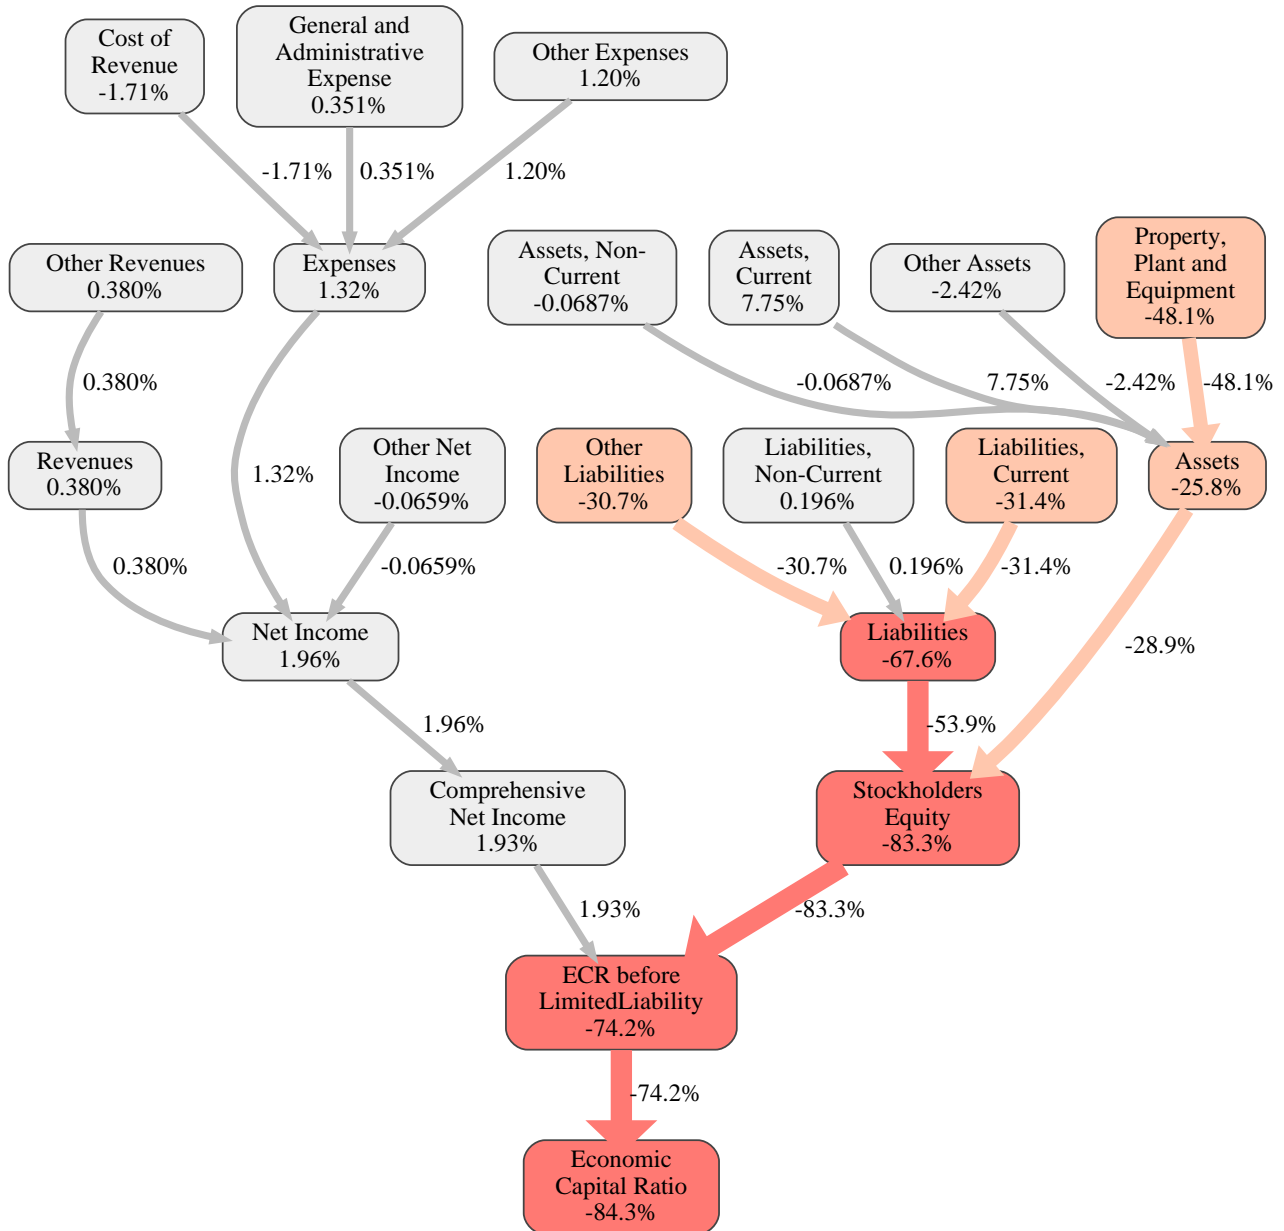 Cost of
Revenue
-1.71%
General and
Administrative
Expense
0.351%
Other Expenses
1.20%
-1.71%
0.351%
1.20%
Other Revenues
0.380%
Expenses
1.32%
Assets, Non-
Current
-0.0687%
Assets,
Current
7.75%
Other Assets
-2.42%
Property,
Plant and
Equipment
-48.1%
0.380%
-0.0687%
7.75%
-2.42%
-48.1%
Revenues
0.380%
1.32%
Other Net
Income
-0.0659%
Other
Liabilities
-30.7%
Liabilities,
Non-Current
0.196%
Liabilities,
Current
-31.4%
Assets
-25.8%
0.380%
-0.0659%
-30.7%
0.196%
-31.4%
Net Income
1.96%
Liabilities
-67.6%
-28.9%
1.96%
-53.9%
Comprehensive
Net Income
1.93%
Stockholders
Equity
-83.3%
1.93%
-83.3%
ECR before
LimitedLiability
-74.2%
-74.2%
Economic
Capital Ratio
-84.3%